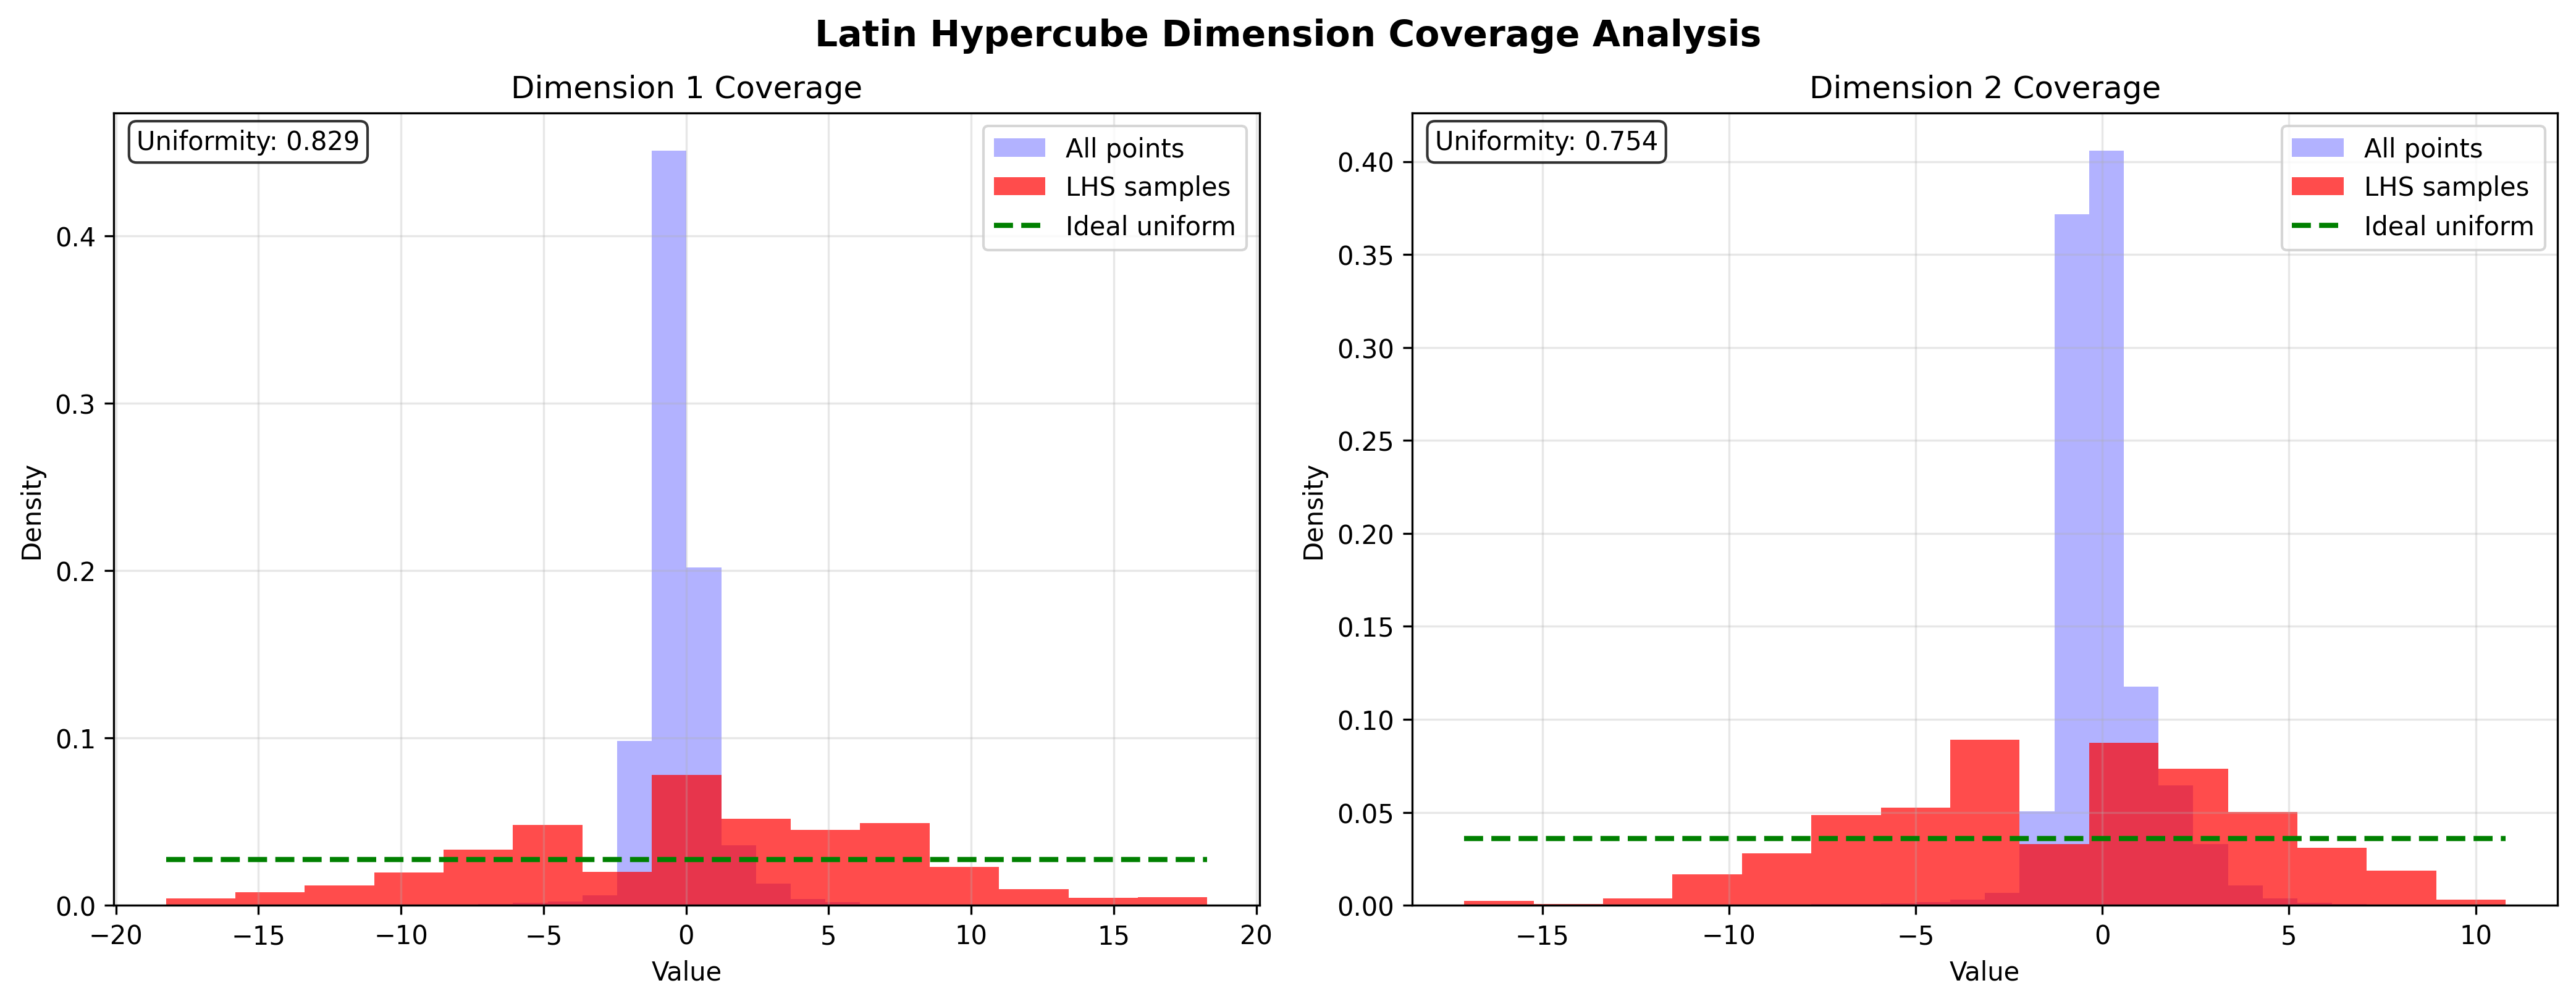 Latin Hypercube Dimension Coverage Analysis
Dimension 1 Coverage
Uniformity: 0.829
All points
LHS samples
Ideal uniform
Density
0.4
0.3
0.2
0.1
0.0
−20 −15 −10 −5 0 5 10 15 20
Value
Dimension 2 Coverage
Uniformity: 0.754
All points
LHS samples
Ideal uniform
Density
0.40
0.35
0.30
0.25
0.20
0.15
0.10
0.05
0.00
−15 −10 −5 0 5 10
Value